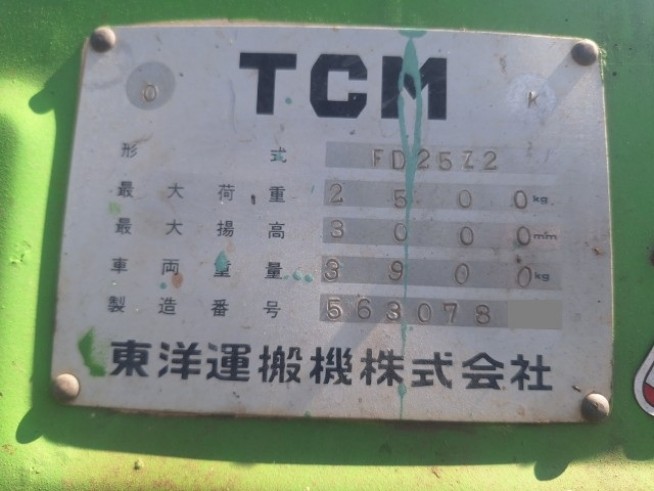 TCM
O K
形式 FD25Z2
最大荷重 2500kg
最大揚高 3000mm
車両重量 3900kg
製造番号 563078
東洋運搬機株式会社